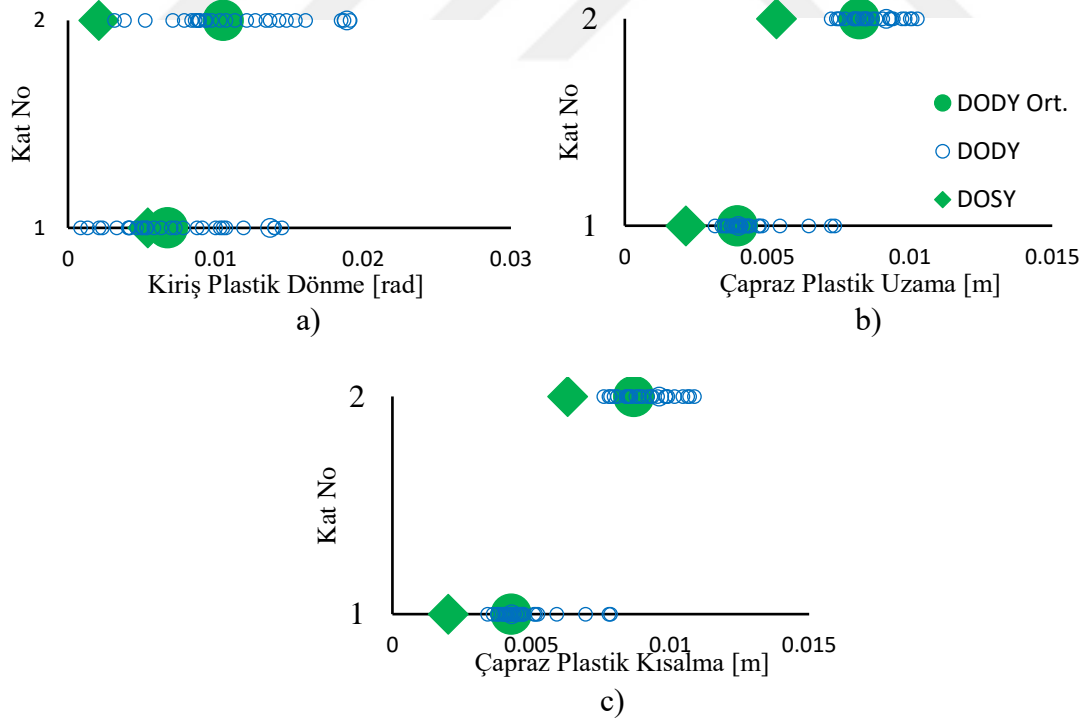 2
Kat No
1
0
0.01
0.02
0.03
Kiriş Plastik Dönme [rad]
a)
2
Kat No
1
DODY Ort.
DODY
DOSY
0
0.005
0.01
0.015
Çapraz Plastik Uzama [m]
b)
2
Kat No
1
0
0.005
0.01
0.015
Çapraz Plastik Kısalma [m]
c)